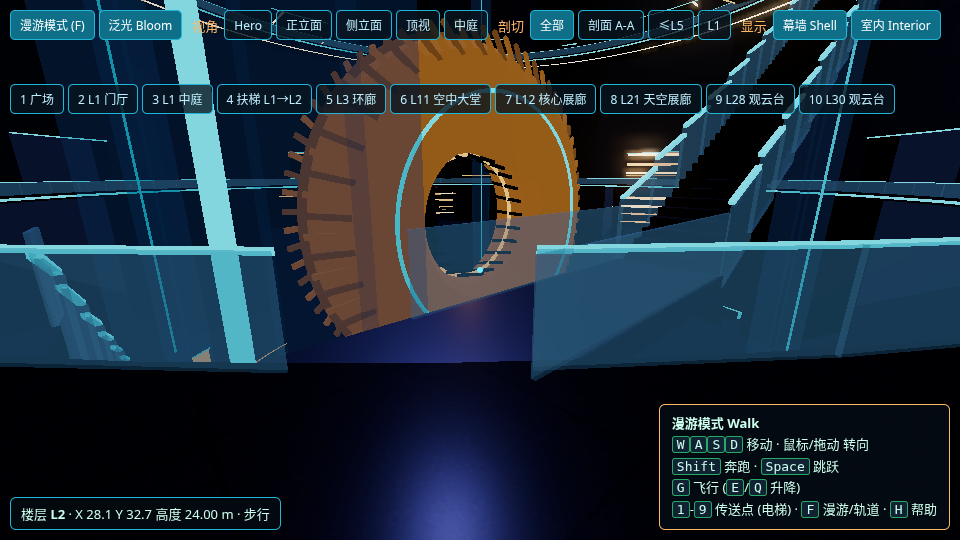 漫游模式 (F) 泛光 Bloom 视角 Hero 正立面 侧立面 顶视 中庭 剖切 全部 剖面 A-A ≤L5 L1 显示 幕墙 Shell 室内 Interior
1 广场 2 L1 门厅 3 L1 中庭 4 扶梯 L1→L2 5 L3 环廊 6 L11 空中大堂 7 L12 核心展廊 8 L21 天空展廊 9 L28 观云台 10 L30 观云台
漫游模式 Walk
W A S D 移动 · 鼠标/拖动 转向
Shift 奔跑 · Space 跳跃
G 飞行 (E/Q 升降)
1-9 传送点 (电梯) · F 漫游/轨道 · H 帮助
楼层 L2 · X 28.1 Y 32.7 高度 24.00 m · 步行